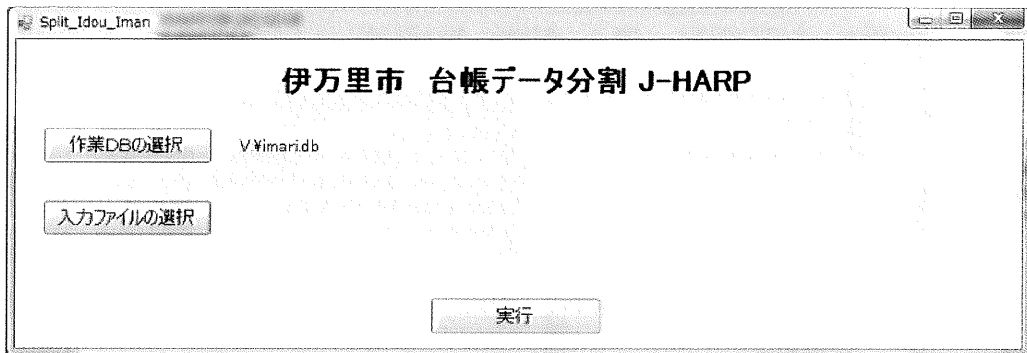 Split_Idou_Imari
伊万里市 台帳データ分割 J-HARP
作業DBの選択
V:¥imari.db
入力ファイルの選択
実行